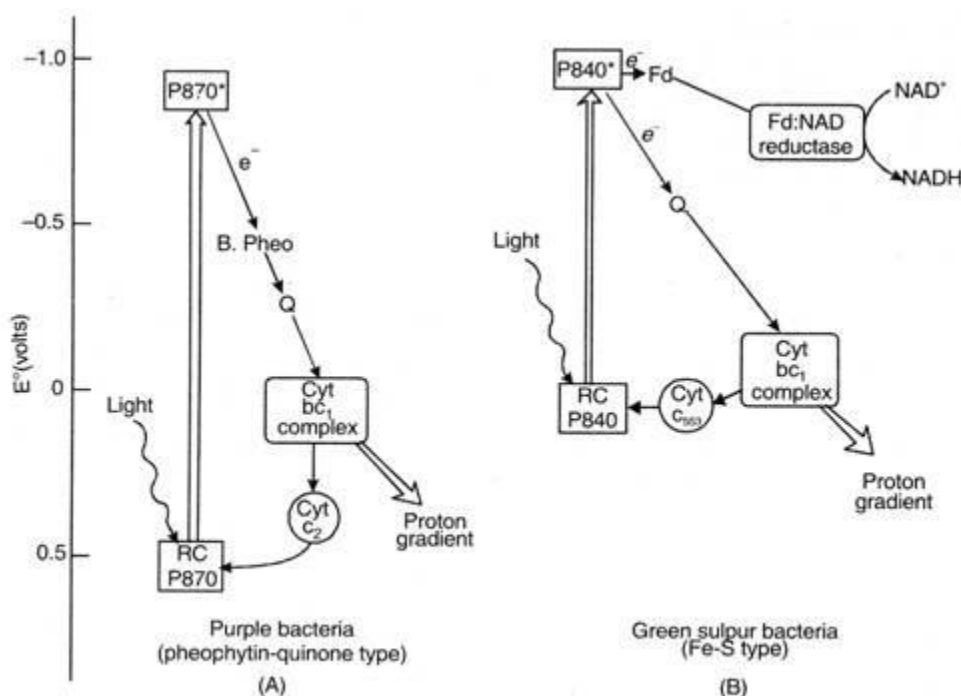 E°(volts)
−1.0
−0.5
0
0.5
P870*
e⁻
B. Pheo
Q
Cyt
bc₁
complex
Light
Cyt
c₂
Proton
gradient
RC
P870
Purple bacteria
(pheophytin-quinone type)
(A)
P840*
e⁻
Fd
NAD⁺
Fd:NAD
reductase
NADH
e⁻
Q
Light
Cyt
bc₁
complex
RC
P840
Cyt
c₅₅₃
Proton
gradient
Green sulpur bacteria
(Fe-S type)
(B)